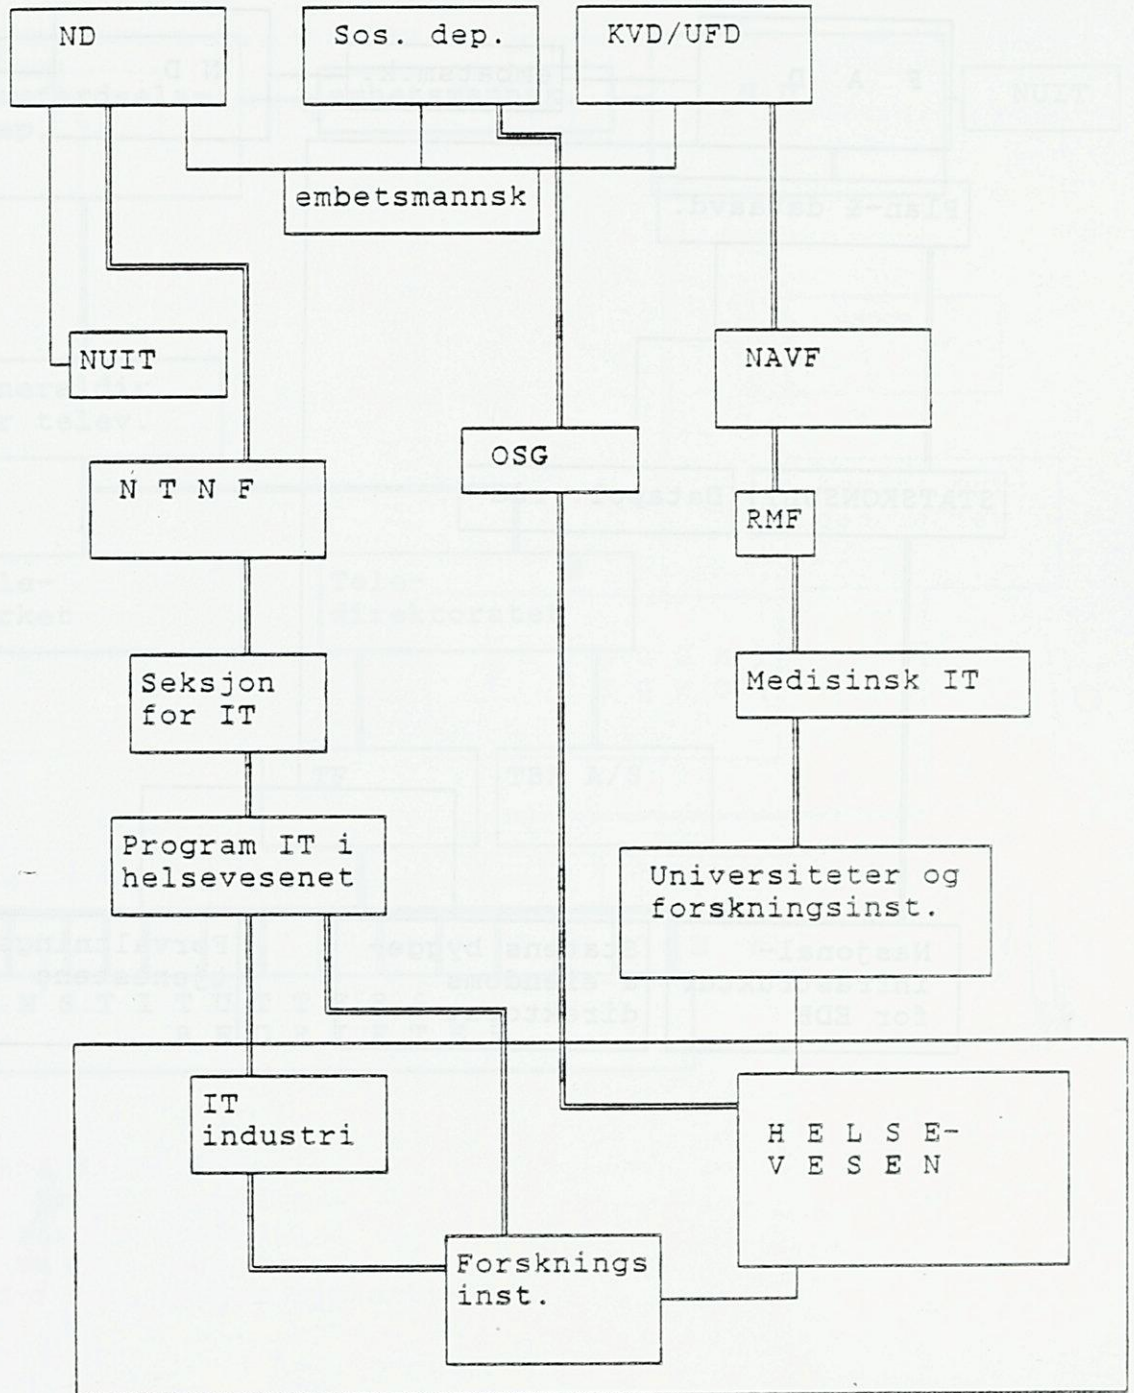 ND
Sos. dep.
KVD/UFD
embetsmannsk
NUIT
NAVF
OSG
N T N F
RMF
Seksjon
for IT
Medisinsk IT
Program IT i
helsevesenet
Universiteter og
forskningsinst.
IT
industri
H E L S E-
V E S E N
Forsknings
inst.